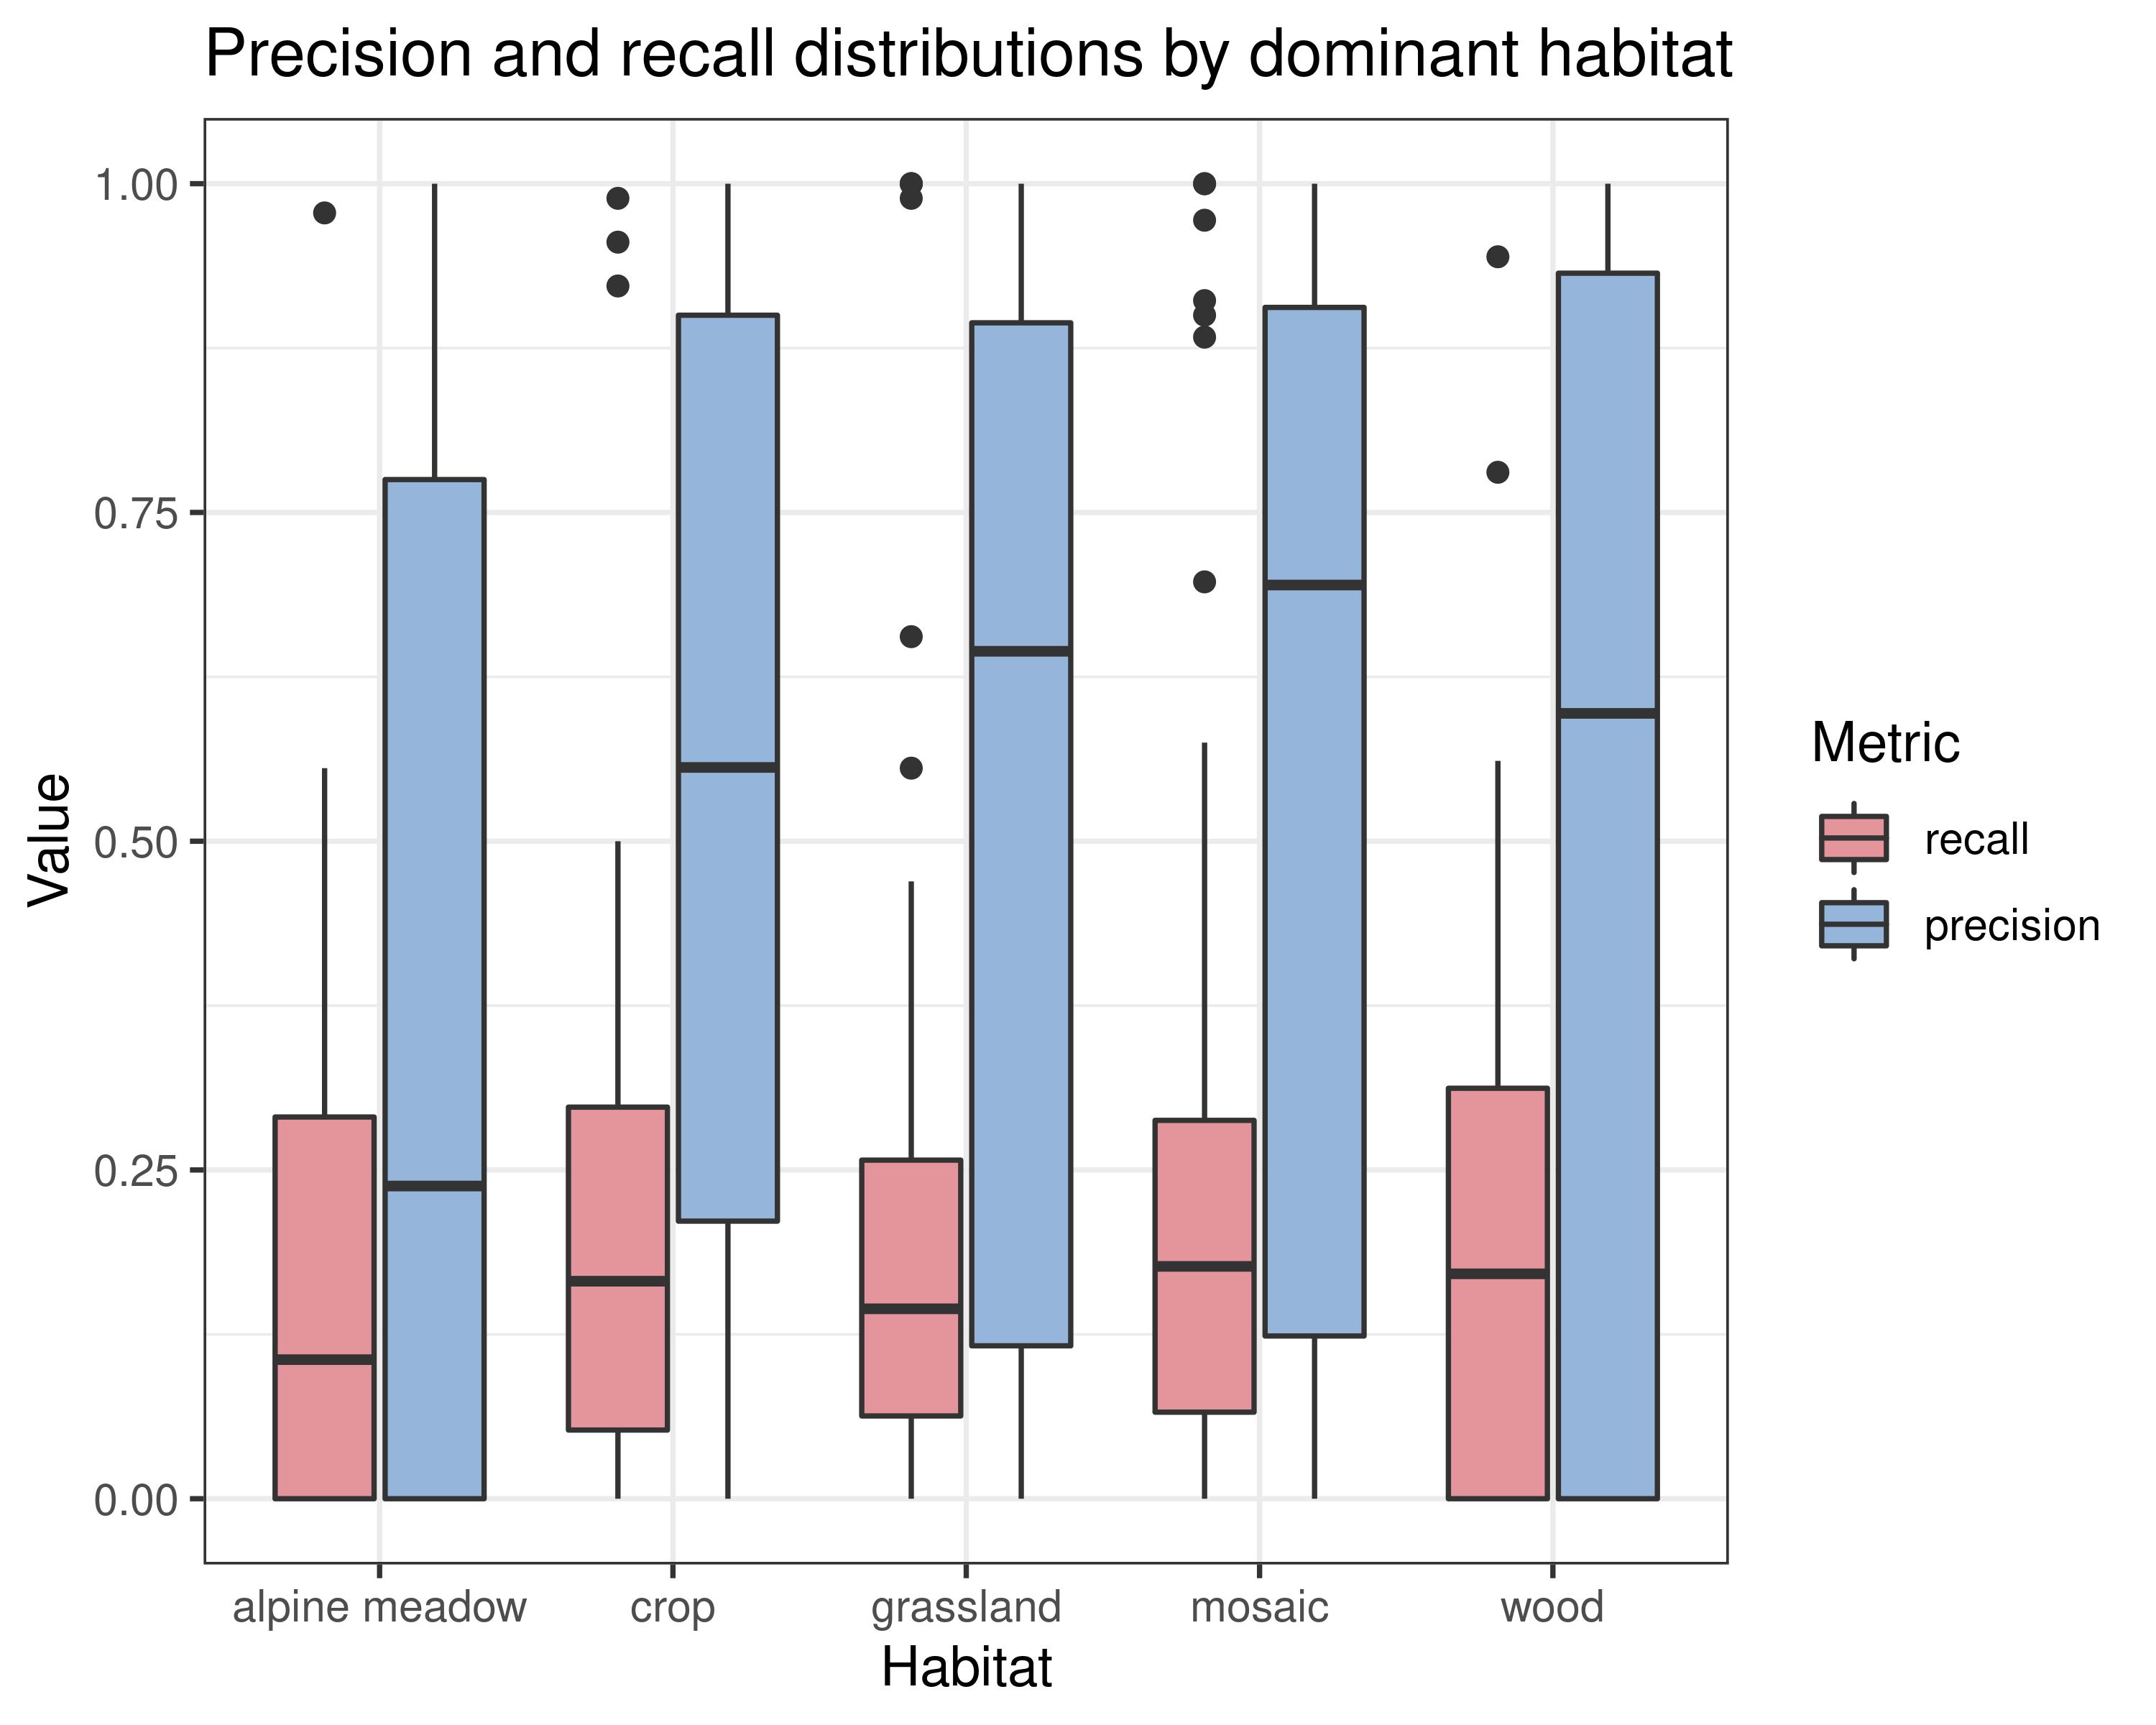 Precision and recall distributions by dominant habitat
1.00
0.75
0.50
0.25
0.00
Value
alpine meadow
crop
grassland
mosaic
wood
Habitat
Metric
recall
precision